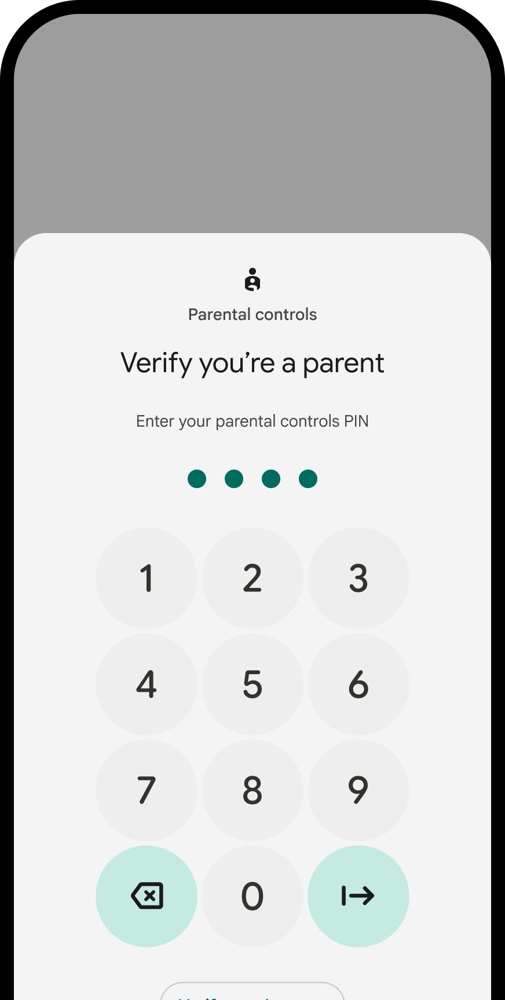 Parental controls
Verify you’re a parent
Enter your parental controls PIN
1 2 3
4 5 6
7 8 9
0